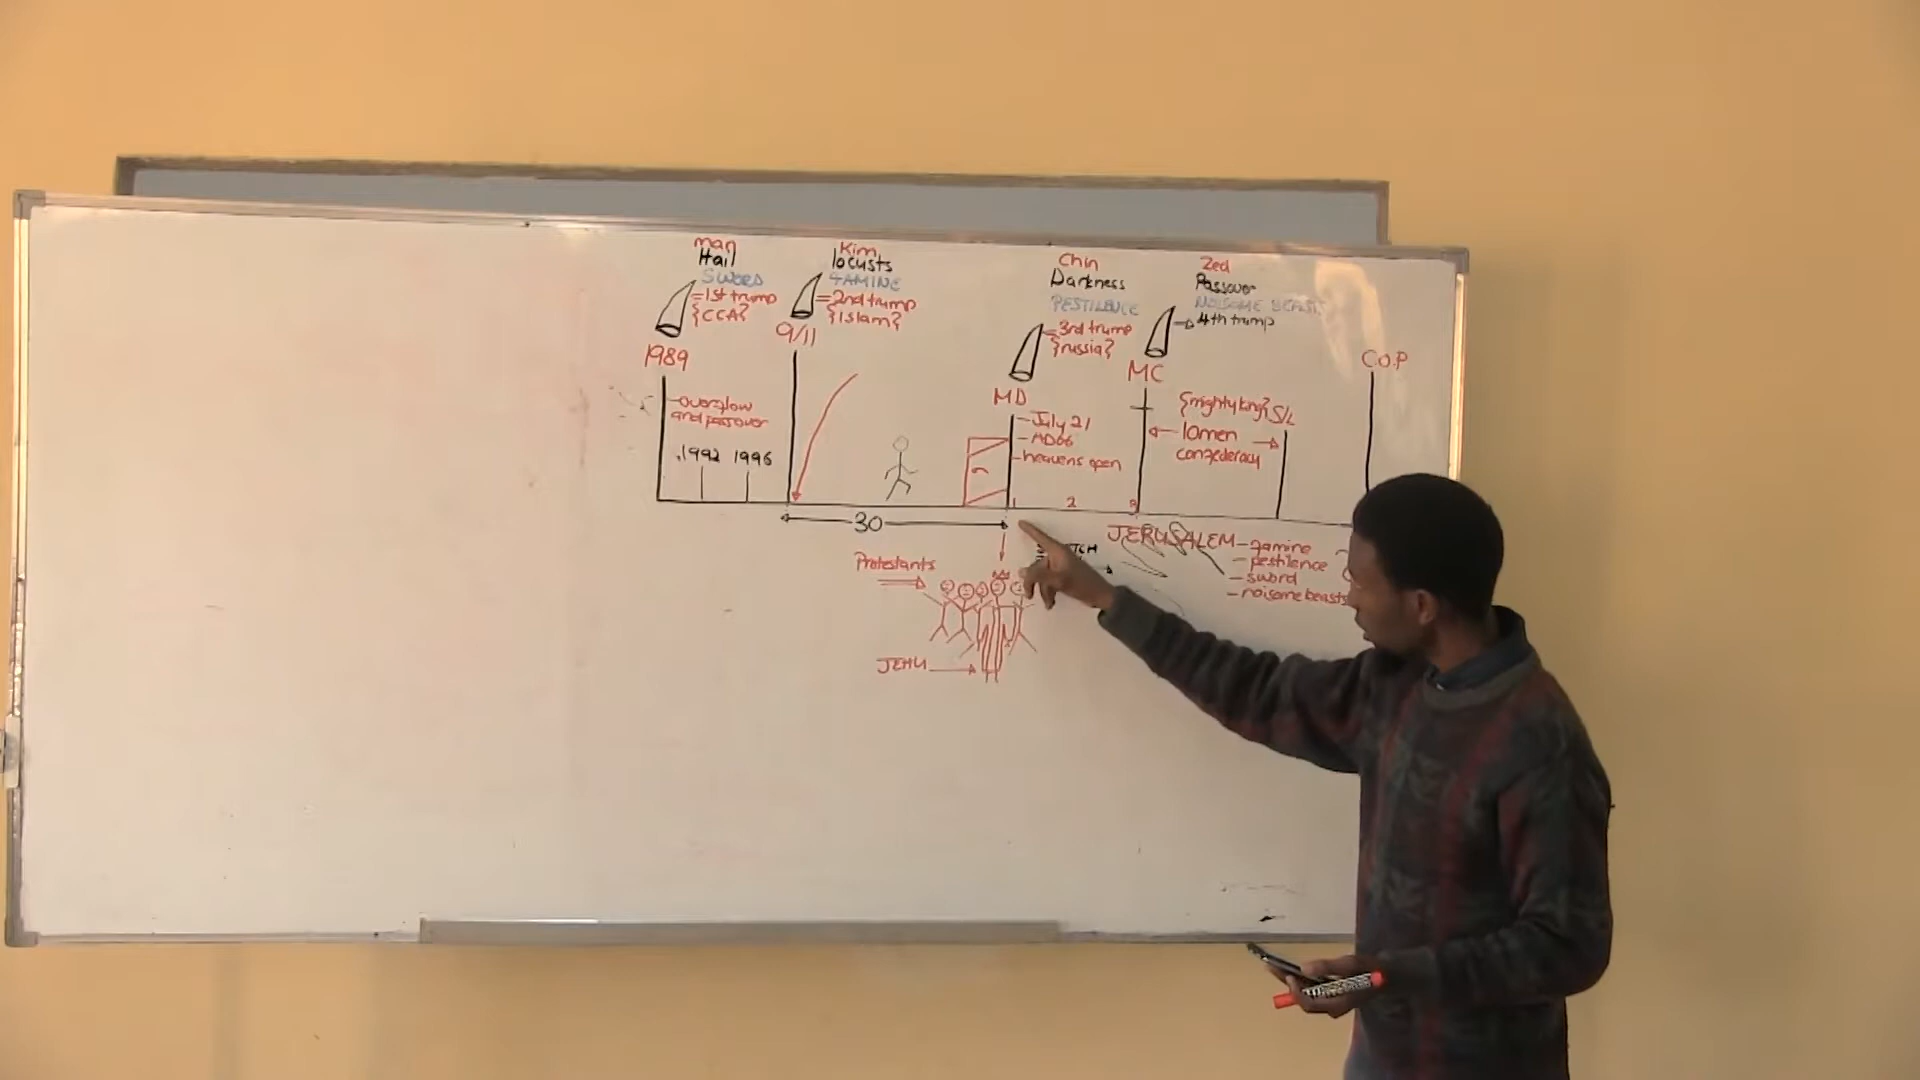 man
Hail
SWORD
=1st trump
{CCA}
1989
-overflow
and passover
.1992 1996
Kim
locusts
FAMINE
=2nd trump
{Islam}
9/11
30
Chin
Darkness
PESTILENCE
=3rd trump
{russia}
MD
-July 21
-MD06
-heavens open
1 2 3
Zed
Passover
NOISOME BEASTS
4th trump
MC
{mighty king}
S/L
10men
confederacy
C.O.P
JERUSALEM
-famine
-pestilence
-sword
-noisome beasts
Protestants
JEHU